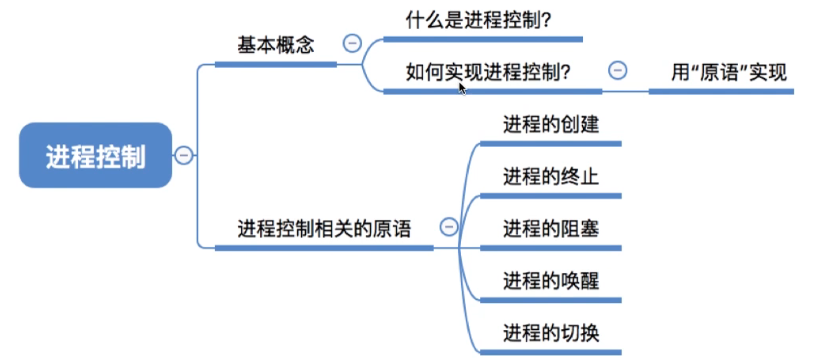 进程控制
基本概念
什么是进程控制？
如何实现进程控制？
用“原语”实现
进程控制相关的原语
进程的创建
进程的终止
进程的阻塞
进程的唤醒
进程的切换